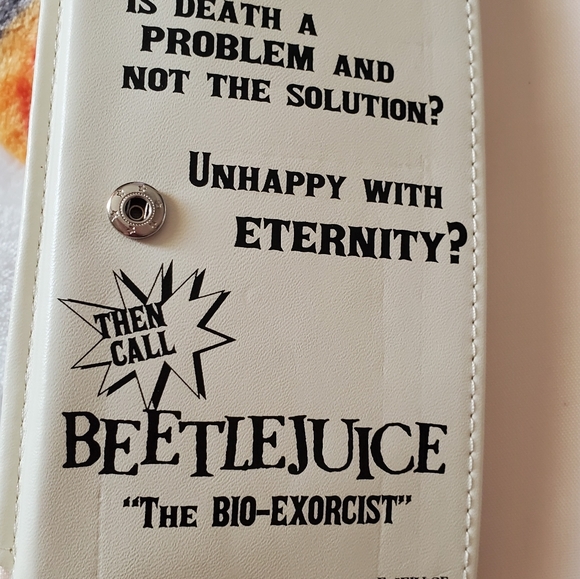 IS DEATH A
PROBLEM AND
NOT THE SOLUTION?
UNHAPPY WITH
ETERNITY?
THEN
CALL
BEETLEJUICE
“THE BIO-EXORCIST”